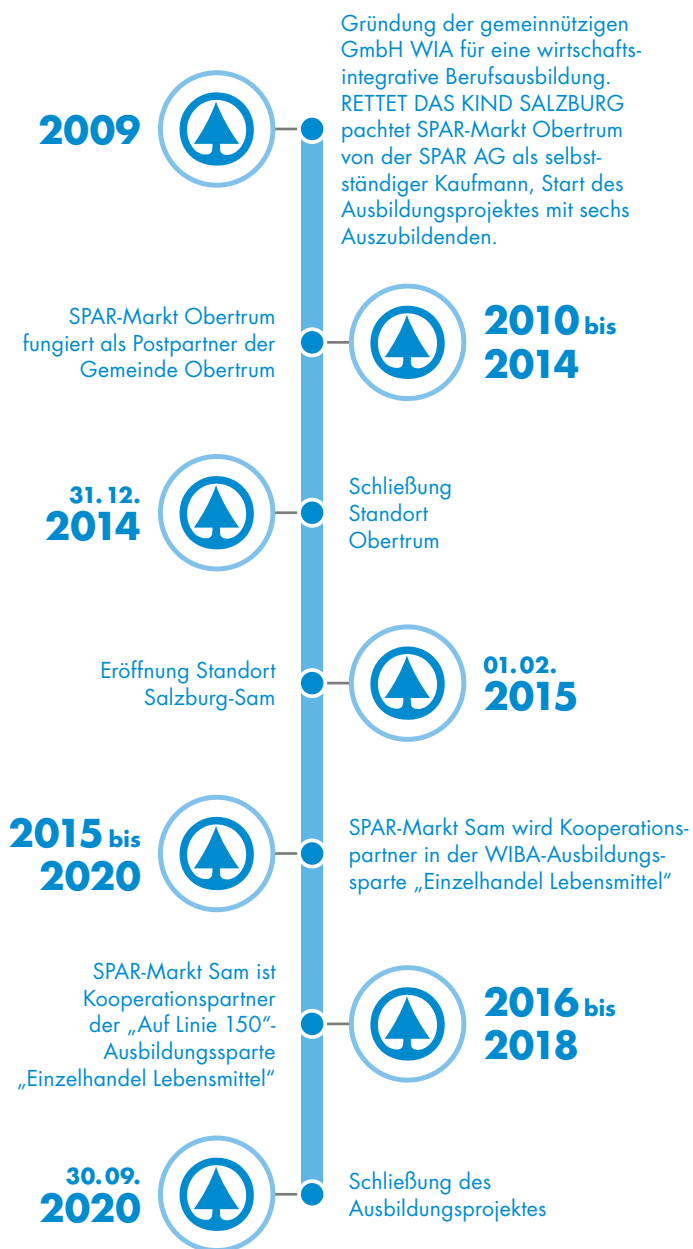 2009
Gründung der gemeinnützigen
GmbH WIA für eine wirtschafts-
integrative Berufsausbildung.
RETTET DAS KIND SALZBURG
pachtet SPAR-Markt Obertrum
von der SPAR AG als selbst-
ständiger Kaufmann, Start des
Ausbildungsprojektes mit sechs
Auszubildenden.
2010 bis
2014
SPAR-Markt Obertrum
fungiert als Postpartner der
Gemeinde Obertrum
31. 12.
2014
Schließung
Standort
Obertrum
01. 02.
2015
Eröffnung Standort
Salzburg-Sam
2015 bis
2020
SPAR-Markt Sam wird Kooperations-
partner in der WIBA-Ausbildungs-
sparte „Einzelhandel Lebensmittel“
2016 bis
2018
SPAR-Markt Sam ist
Kooperationspartner
der „Auf Linie 150“-
Ausbildungssparte
„Einzelhandel Lebensmittel“
30. 09.
2020
Schließung des
Ausbildungsprojektes